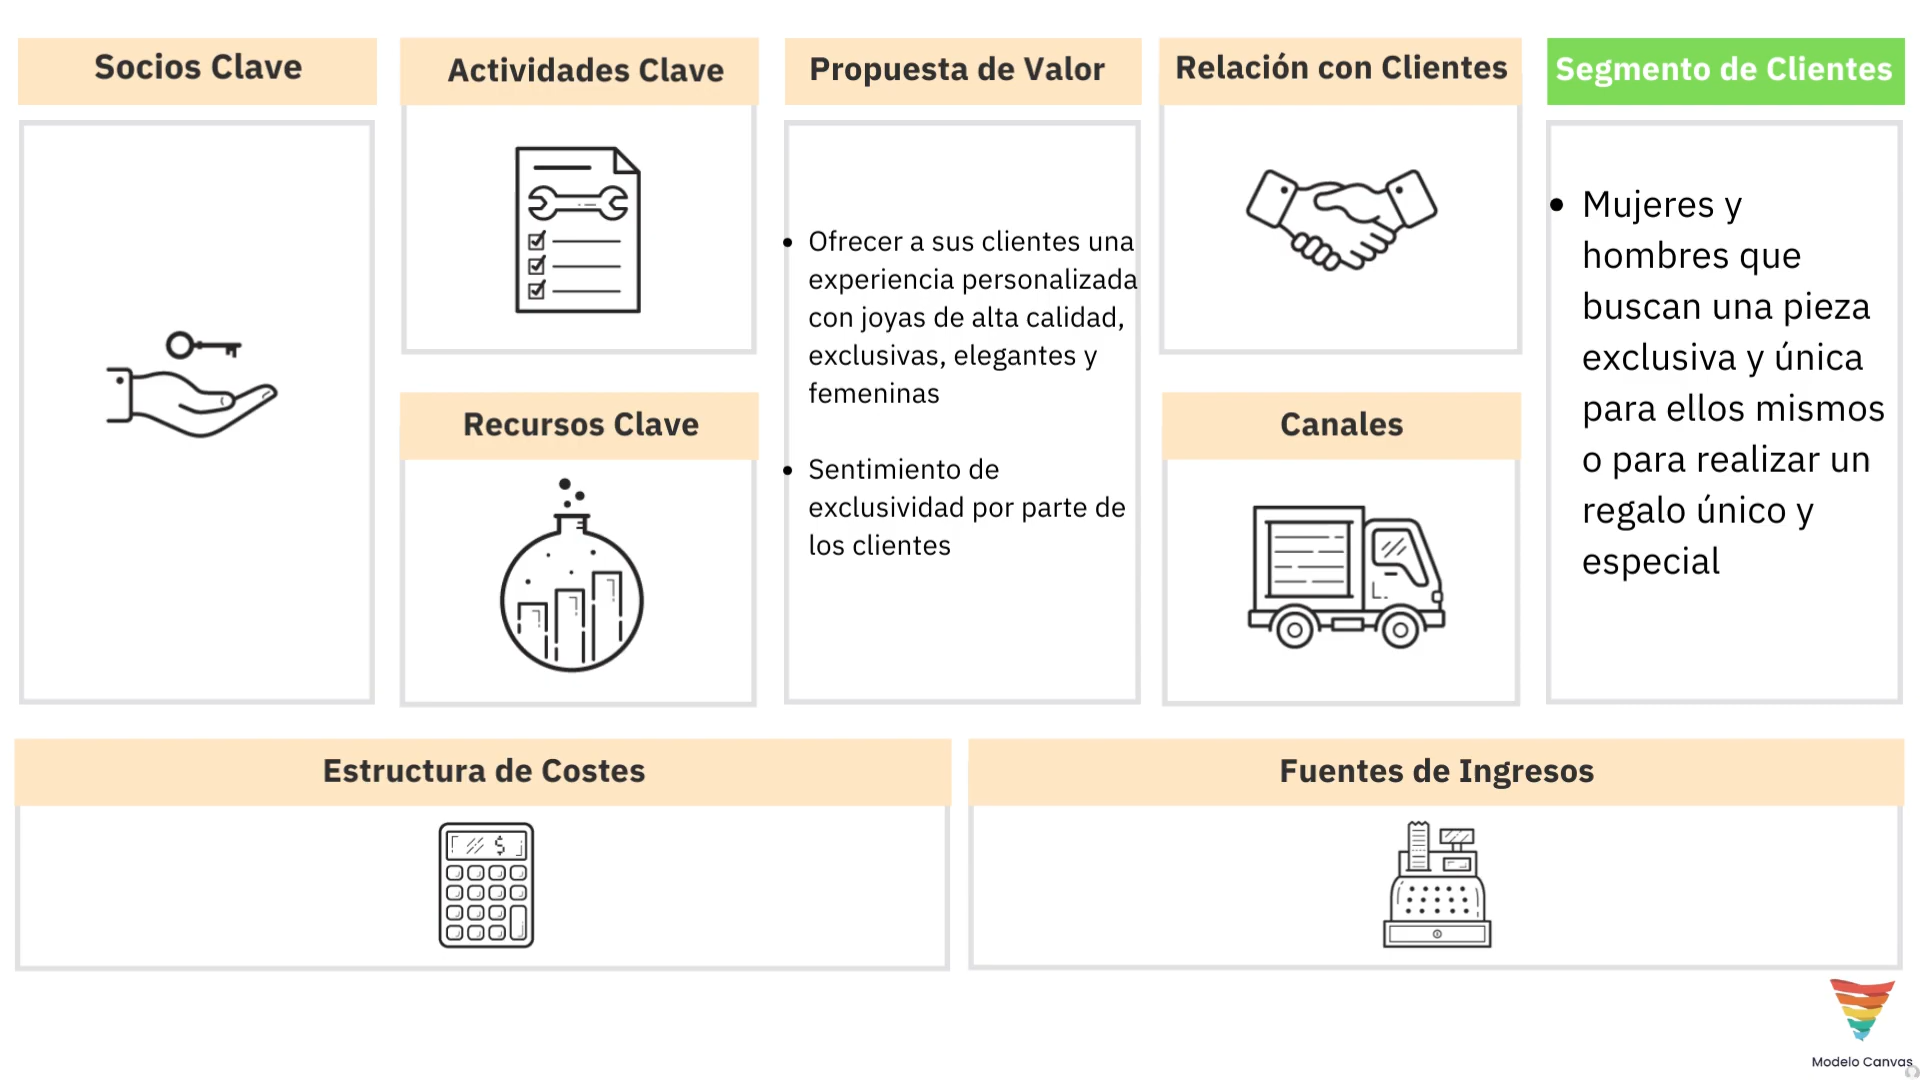 Socios Clave
Actividades Clave
Propuesta de Valor
Relación con Clientes
Segmento de Clientes
• Ofrecer a sus clientes una
experiencia personalizada
con joyas de alta calidad,
exclusivas, elegantes y
femeninas
• Sentimiento de
exclusividad por parte de
los clientes
• Mujeres y
hombres que
buscan una pieza
exclusiva y única
para ellos mismos
o para realizar un
regalo único y
especial
Recursos Clave
Canales
Estructura de Costes
Fuentes de Ingresos
$
Modelo Canvas